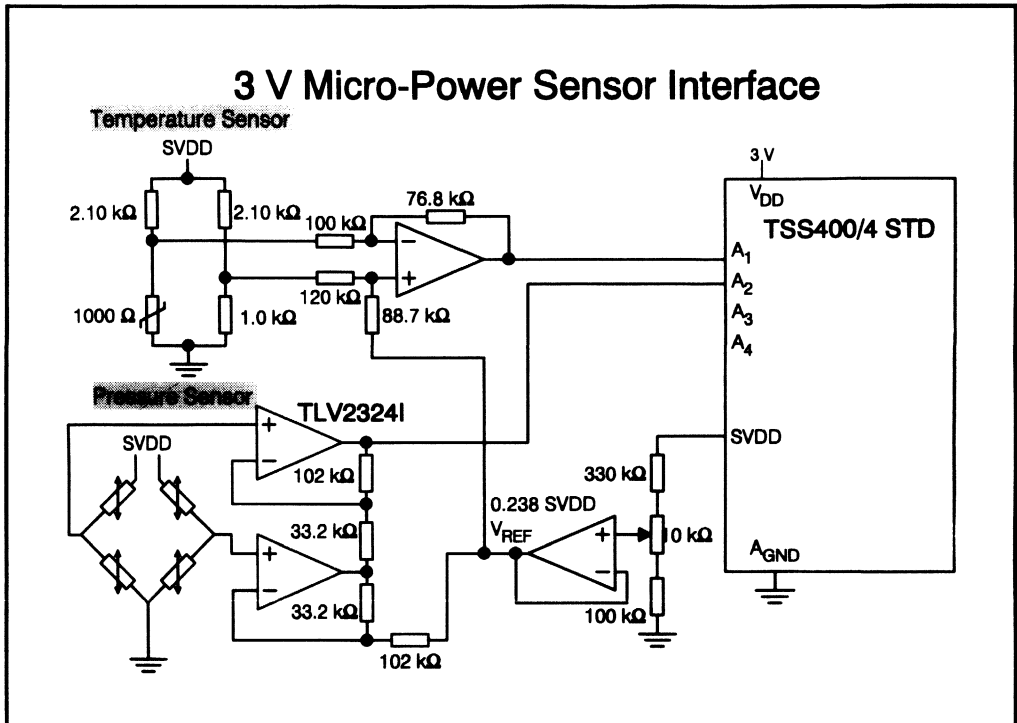 3 V Micro-Power Sensor Interface
Temperature Sensor
SVDD
2.10 kΩ
2.10 kΩ
100 kΩ
76.8 kΩ
−
+
120 kΩ
88.7 kΩ
1000 Ω
1.0 kΩ
3 V
VDD
TSS400/4 STD
A1
A2
A3
A4
SVDD
AGND
Pressure Sensor
TLV2324I
SVDD
+
−
102 kΩ
33.2 kΩ
+
−
33.2 kΩ
102 kΩ
0.238 SVDD
VREF
+
−
330 kΩ
10 kΩ
100 kΩ